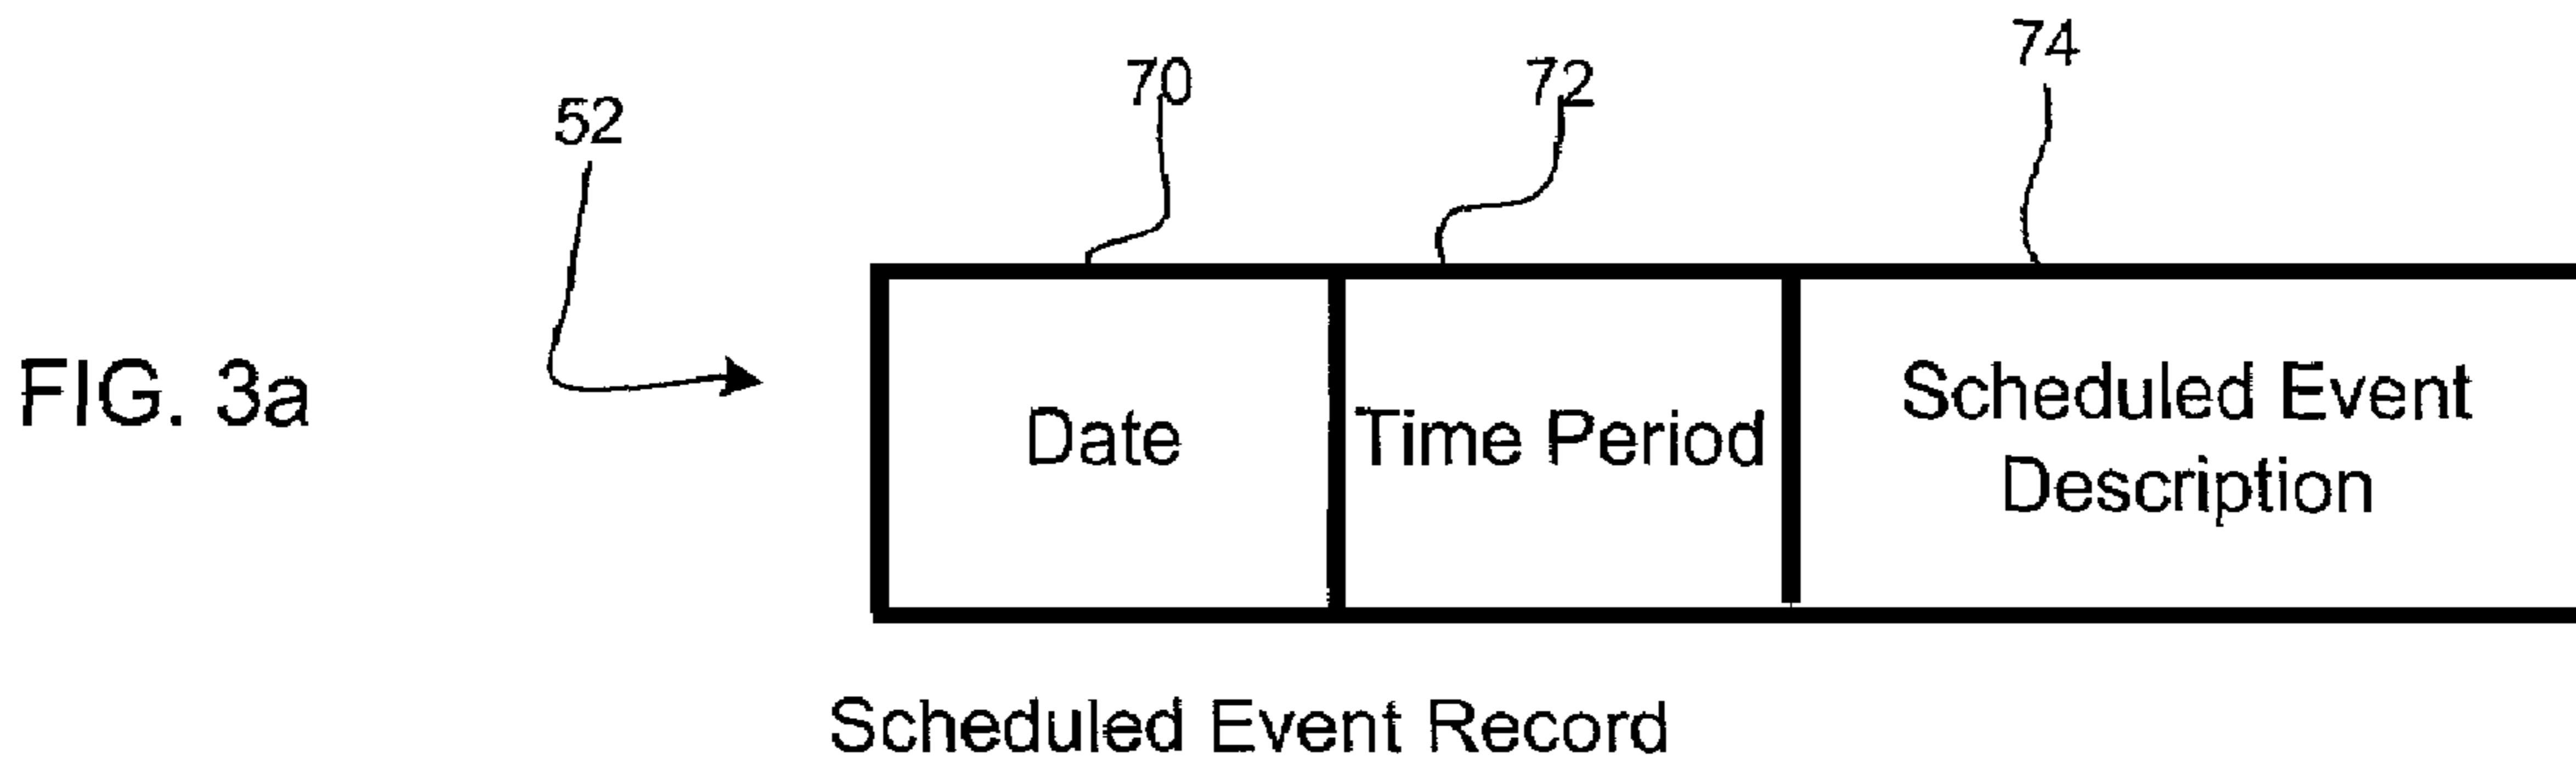 74
70
72
52
FIG. 3a
Date
Time Period
Scheduled Event
Description
Scheduled Event Record